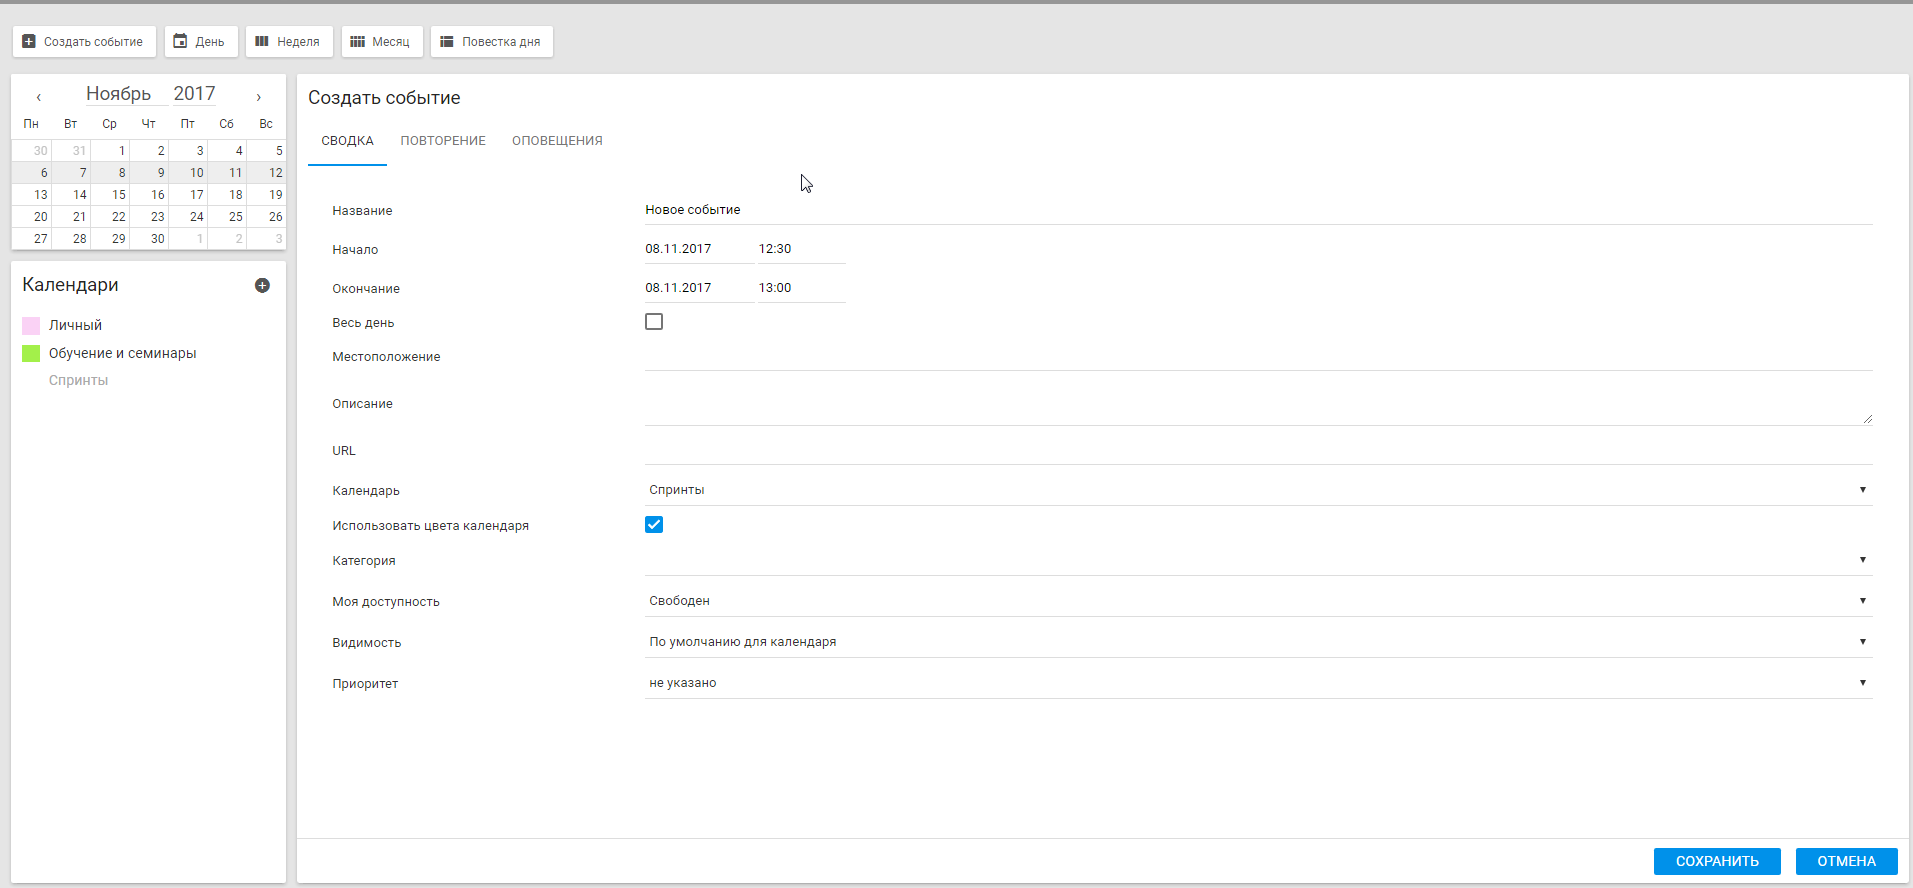 Создать событие День Неделя Месяц Повестка дня
‹ Ноябрь 2017 ›
Пн Вт Ср Чт Пт Сб Вс
30 31 1 2 3 4 5
6 7 8 9 10 11 12
13 14 15 16 17 18 19
20 21 22 23 24 25 26
27 28 29 30 1 2 3
Календари
Личный
Обучение и семинары
Спринты
Создать событие
СВОДКА ПОВТОРЕНИЕ ОПОВЕЩЕНИЯ
Название Новое событие
Начало 08.11.2017 12:30
Окончание 08.11.2017 13:00
Весь день
Местоположение
Описание
URL
Календарь Спринты
Использовать цвета календаря
Категория
Моя доступность Свободен
Видимость По умолчанию для календаря
Приоритет не указано
СОХРАНИТЬ ОТМЕНА